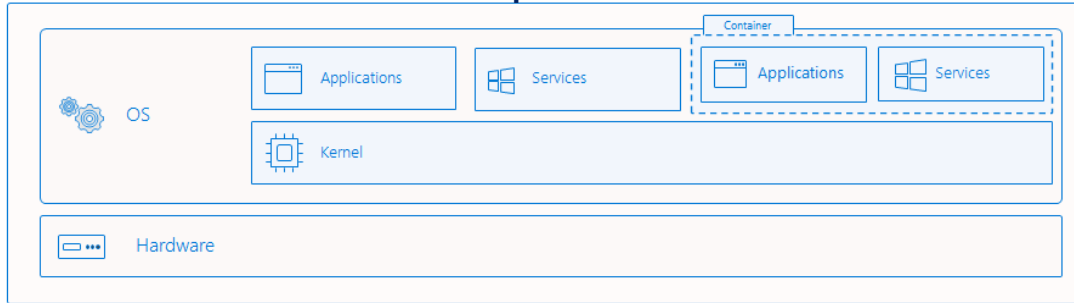 Container
Applications
Services
Applications
Services
OS
Kernel
Hardware